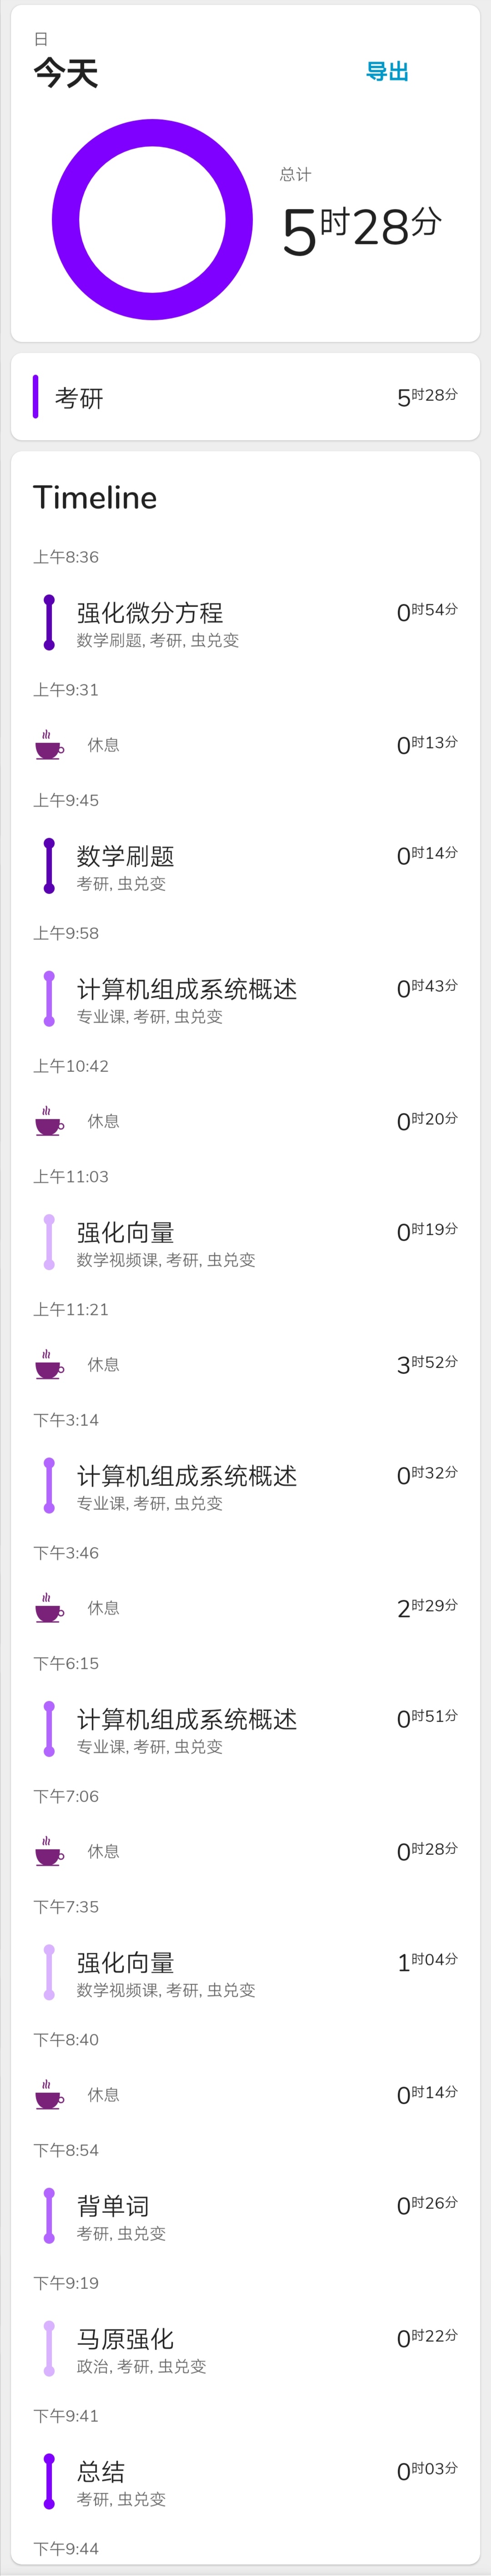 日
今天
导出
总计
5时28分
考研
5时28分
Timeline
上午8:36
强化微分方程
0时54分
数学刷题, 考研, 虫兑变
上午9:31
休息
0时13分
上午9:45
数学刷题
0时14分
考研, 虫兑变
上午9:58
计算机组成系统概述
0时43分
专业课, 考研, 虫兑变
上午10:42
休息
0时20分
上午11:03
强化向量
0时19分
数学视频课, 考研, 虫兑变
上午11:21
休息
3时52分
下午3:14
计算机组成系统概述
0时32分
专业课, 考研, 虫兑变
下午3:46
休息
2时29分
下午6:15
计算机组成系统概述
0时51分
专业课, 考研, 虫兑变
下午7:06
休息
0时28分
下午7:35
强化向量
1时04分
数学视频课, 考研, 虫兑变
下午8:40
休息
0时14分
下午8:54
背单词
0时26分
考研, 虫兑变
下午9:19
马原强化
0时22分
政治, 考研, 虫兑变
下午9:41
总结
0时03分
考研, 虫兑变
下午9:44